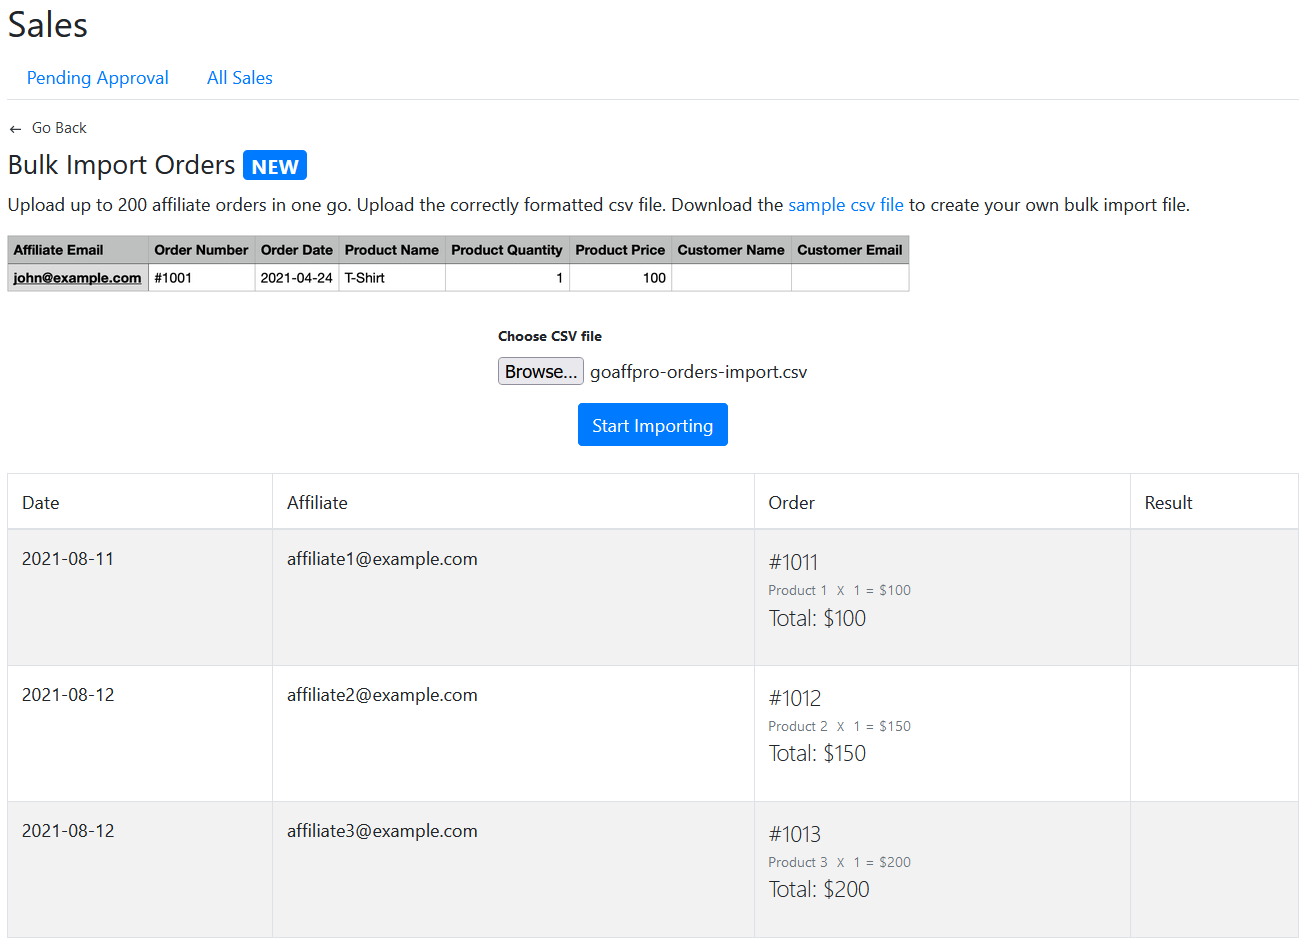 Sales
Pending Approval All Sales
← Go Back
Bulk Import Orders NEW
Upload up to 200 affiliate orders in one go. Upload the correctly formatted csv file. Download the sample csv file to create your own bulk import file.
Affiliate Email Order Number Order Date Product Name Product Quantity Product Price Customer Name Customer Email
john@example.com #1001 2021-04-24 T-Shirt 1 100
Choose CSV file
Browse... goaffpro-orders-import.csv
Start Importing
Date Affiliate Order Result
2021-08-11 affiliate1@example.com #1011
Product 1 X 1 = $100
Total: $100
2021-08-12 affiliate2@example.com #1012
Product 2 X 1 = $150
Total: $150
2021-08-12 affiliate3@example.com #1013
Product 3 X 1 = $200
Total: $200